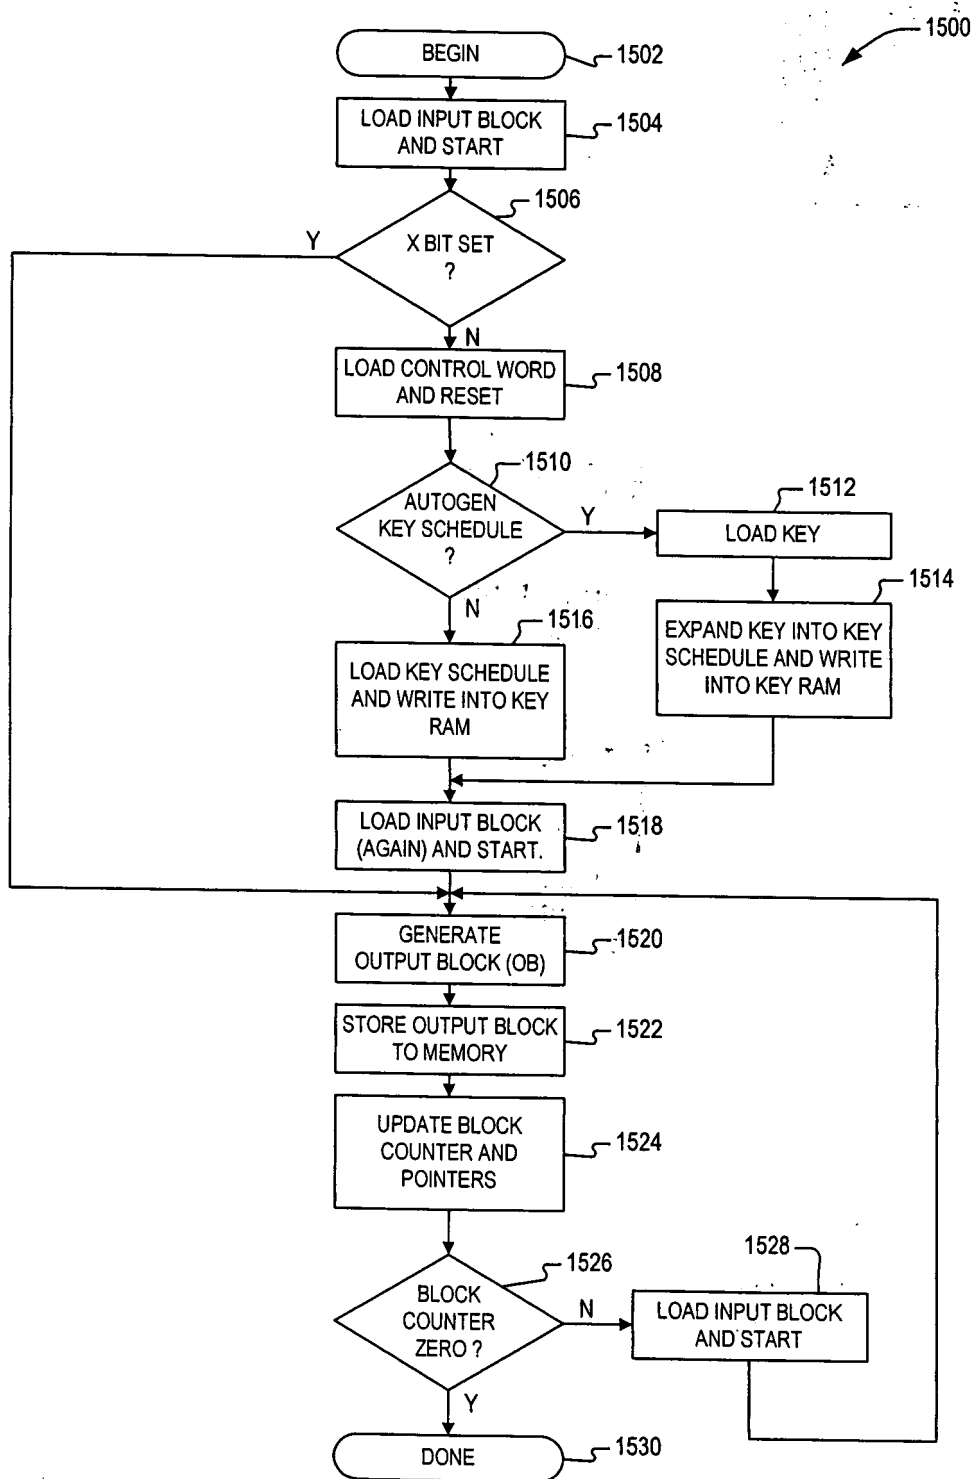 1500
BEGIN
1502
LOAD INPUT BLOCK
AND START
1504
1506
X BIT SET
?
Y
N
LOAD CONTROL WORD
AND RESET
1508
1510
AUTOGEN
KEY SCHEDULE
?
Y
N
1512
LOAD KEY
1514
EXPAND KEY INTO KEY
SCHEDULE AND WRITE
INTO KEY RAM
1516
LOAD KEY SCHEDULE
AND WRITE INTO KEY
RAM
LOAD INPUT BLOCK
(AGAIN) AND START.
1518
GENERATE
OUTPUT BLOCK (OB)
1520
STORE OUTPUT BLOCK
TO MEMORY
1522
UPDATE BLOCK
COUNTER AND
POINTERS
1524
1526
BLOCK
COUNTER
ZERO ?
N
Y
1528
LOAD INPUT BLOCK
AND START
DONE
1530